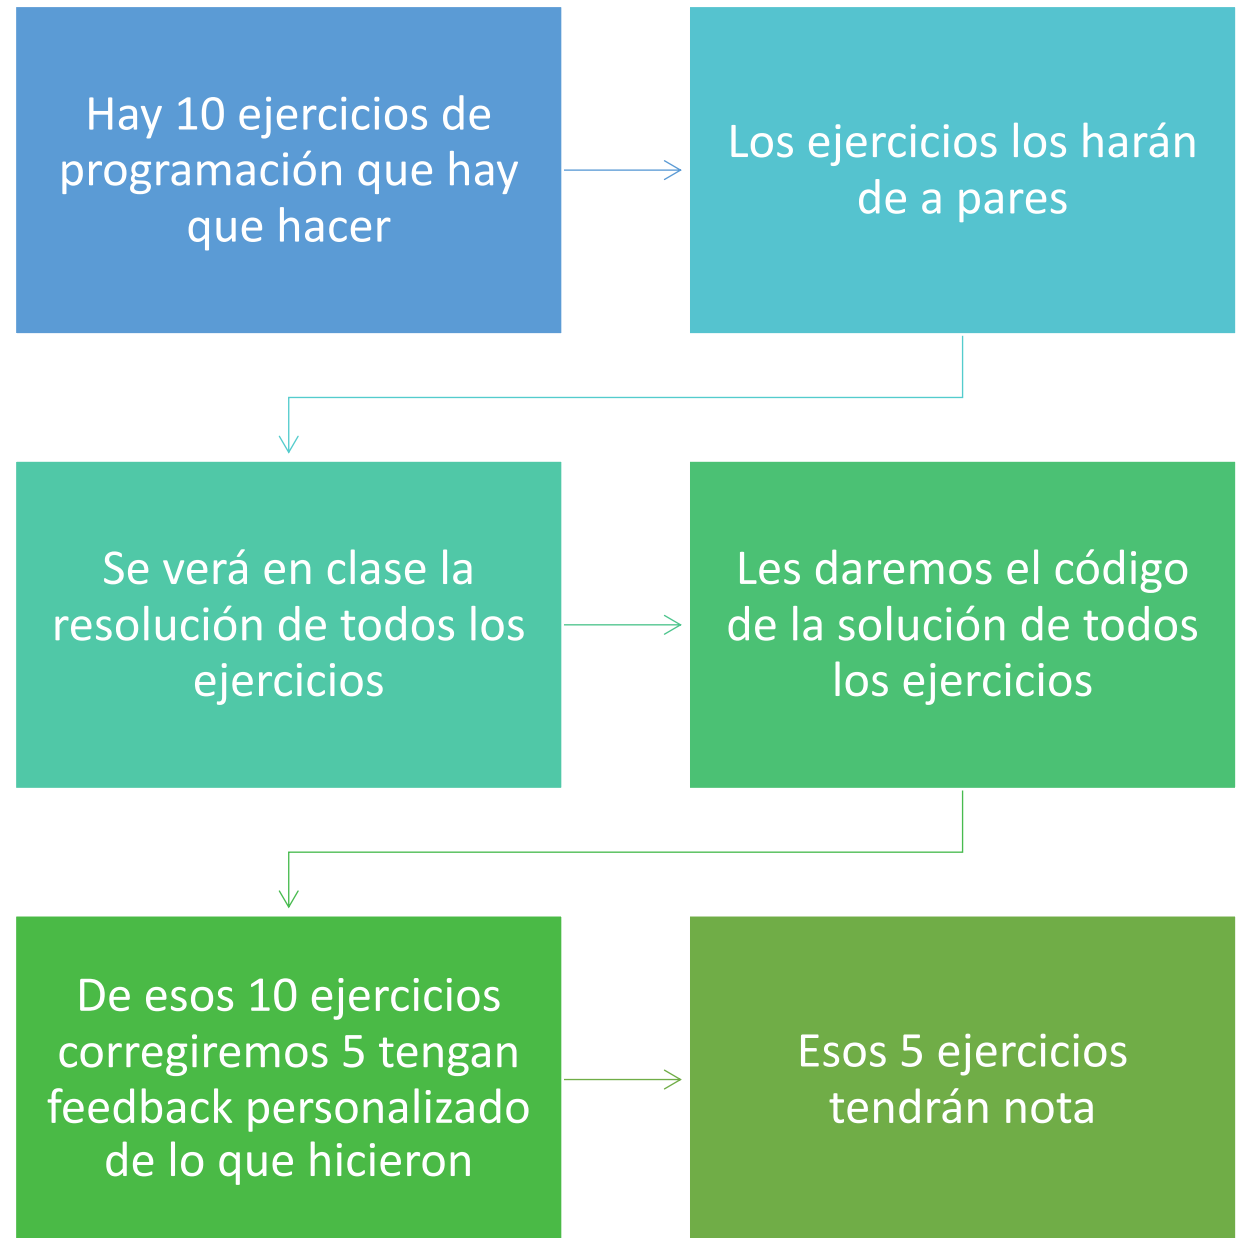 Hay 10 ejercicios de
programación que hay
que hacer
Los ejercicios los harán
de a pares
Se verá en clase la
resolución de todos los
ejercicios
Les daremos el código
de la solución de todos
los ejercicios
De esos 10 ejercicios
corregiremos 5 tengan
feedback personalizado
de lo que hicieron
Esos 5 ejercicios
tendrán nota